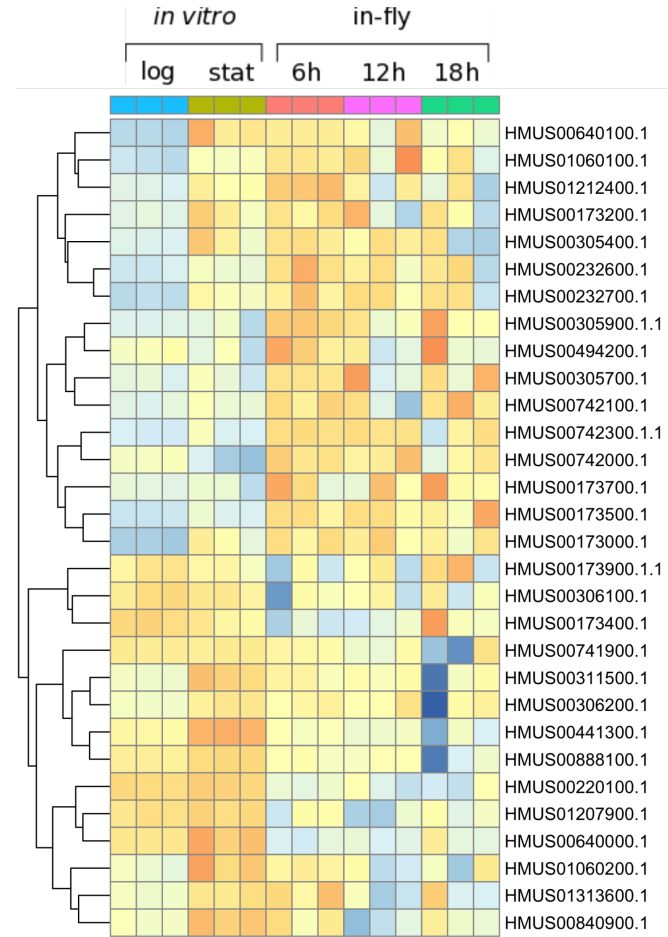 in vitro in-fly
log stat 6h 12h 18h
HMUS00640100.1
HMUS01060100.1
HMUS01212400.1
HMUS00173200.1
HMUS00305400.1
HMUS00232600.1
HMUS00232700.1
HMUS00305900.1.1
HMUS00494200.1
HMUS00305700.1
HMUS00742100.1
HMUS00742300.1.1
HMUS00742000.1
HMUS00173700.1
HMUS00173500.1
HMUS00173000.1
HMUS00173900.1.1
HMUS00306100.1
HMUS00173400.1
HMUS00741900.1
HMUS00311500.1
HMUS00306200.1
HMUS00441300.1
HMUS00888100.1
HMUS00220100.1
HMUS01207900.1
HMUS00640000.1
HMUS01060200.1
HMUS01313600.1
HMUS00840900.1